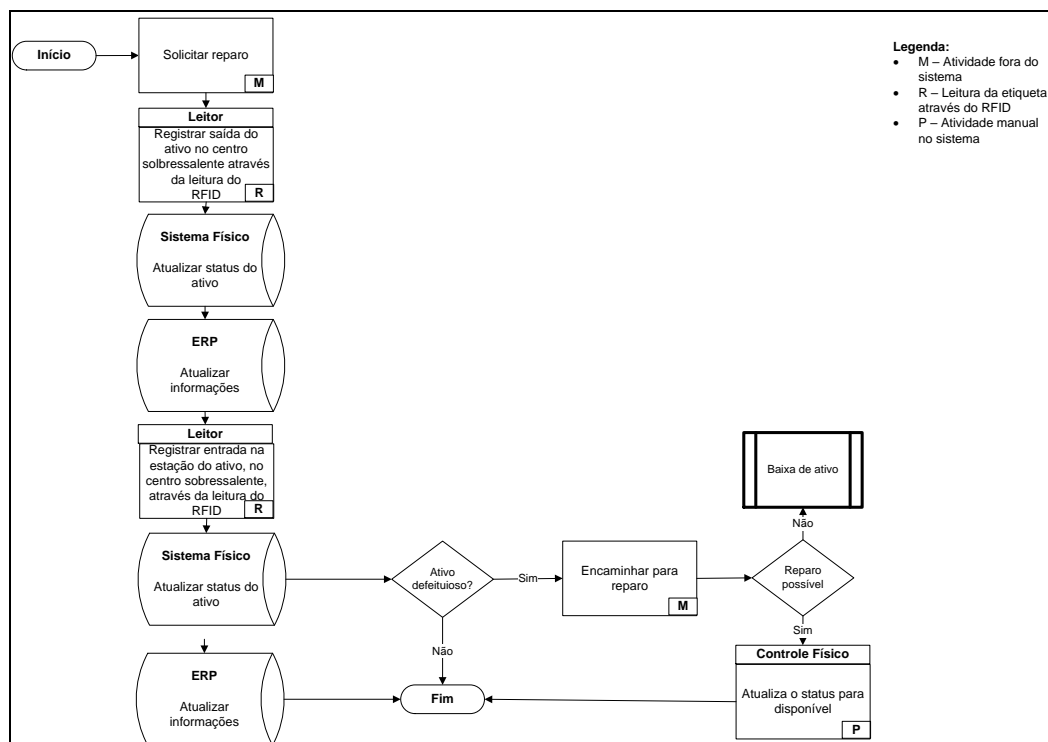 Início
Solicitar reparo
M
Legenda:
• M – Atividade fora do
sistema
• R – Leitura da etiqueta
através do RFID
• P – Atividade manual
no sistema
Leitor
Registrar saída do
ativo no centro
solbressalente através
da leitura do
RFID
R
Sistema Físico
Atualizar status do
ativo
ERP
Atualizar
informações
Leitor
Registrar entrada na
estação do ativo, no
centro sobressalente,
através da leitura do
RFID
R
Sistema Físico
Atualizar status do
ativo
Ativo
defeituioso?
Sim
Encaminhar para
reparo
M
Reparo
possível
Não
Baixa de ativo
Sim
Controle Físico
Atualiza o status para
disponível
P
Não
Fim
ERP
Atualizar
informações